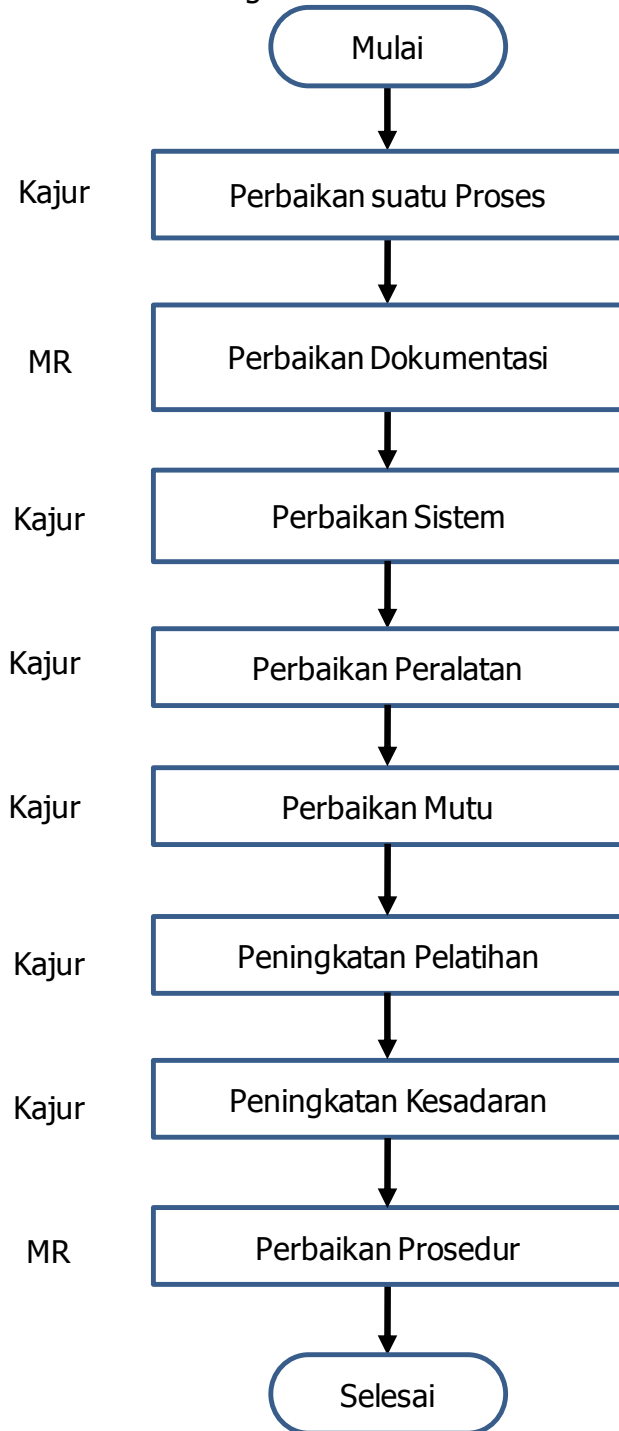 Mulai
Kajur
Perbaikan suatu Proses
MR
Perbaikan Dokumentasi
Kajur
Perbaikan Sistem
Kajur
Perbaikan Peralatan
Kajur
Perbaikan Mutu
Kajur
Peningkatan Pelatihan
Kajur
Peningkatan Kesadaran
MR
Perbaikan Prosedur
Selesai